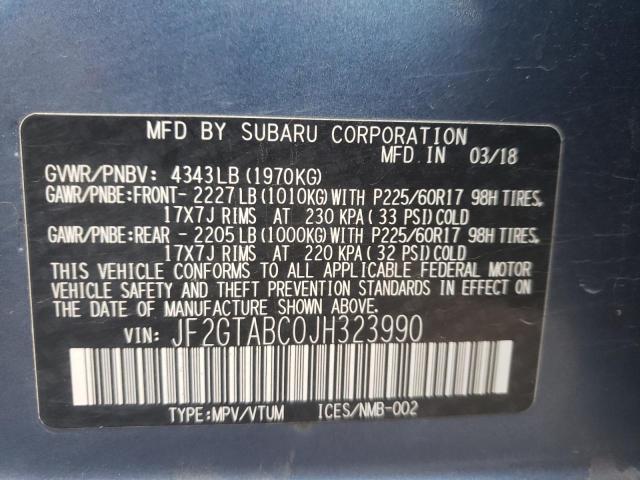 MFD BY SUBARU CORPORATION
MFD.IN 03/18
GVWR/PNBV: 4343LB (1970KG)
GAWR/PNBE:FRONT- 2227LB (1010KG) WITH P225/60R17 98H TIRES,
17X7J RIMS AT 230 KPA ( 33 PSI) COLD
GAWR/PNBE:REAR - 2205LB (1000KG) WITH P225/60R17 98H TIRES,
17X7J RIMS AT 220 KPA ( 32 PSI) COLD
THIS VEHICLE CONFORMS TO ALL APPLICABLE FEDERAL MOTOR
VEHICLE SAFETY AND THEFT PREVENTION STANDARDS IN EFFECT ON
THE DATE OF MANUFACTURE SHOWN ABOVE.
VIN: JF2GTABC0JH323990
TYPE:MPV/VTUM ICES/NMB-002